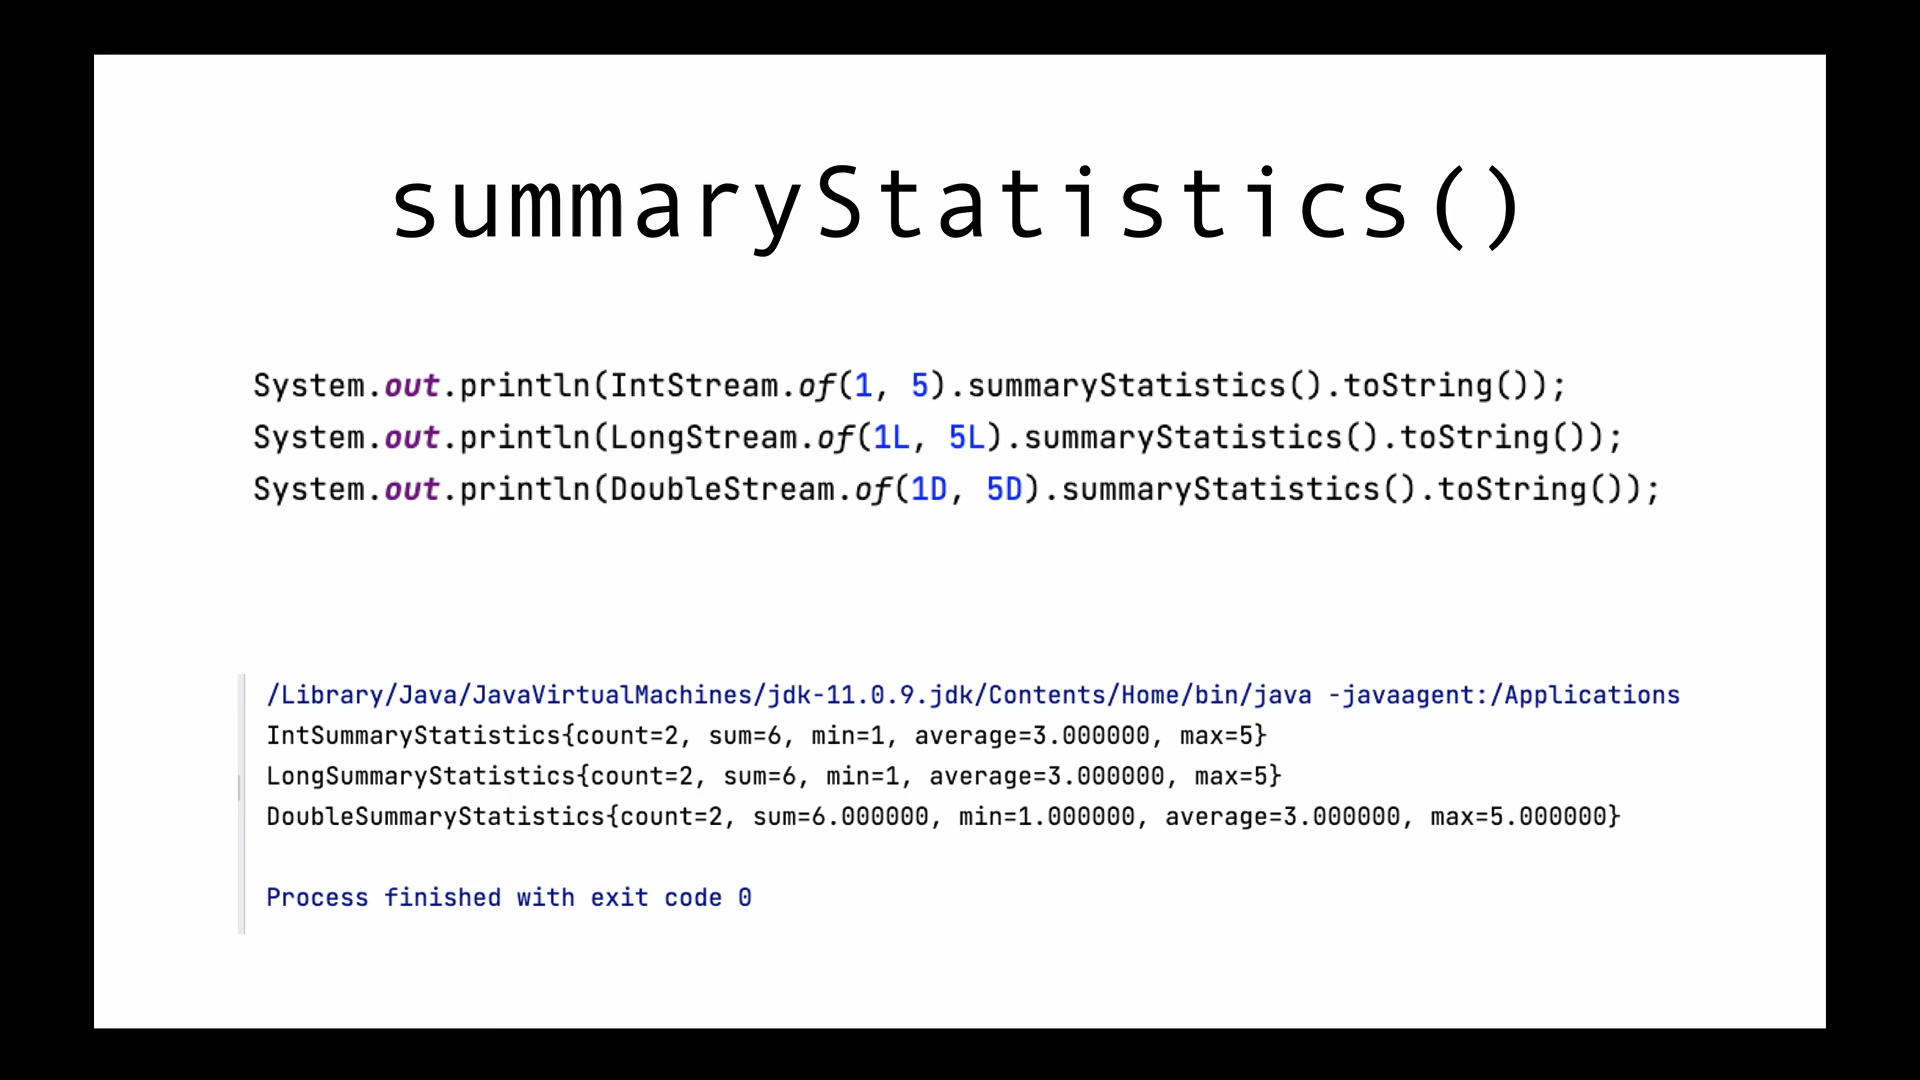 summaryStatistics()
System.out.println(IntStream.of(1, 5).summaryStatistics().toString());
System.out.println(LongStream.of(1L, 5L).summaryStatistics().toString());
System.out.println(DoubleStream.of(1D, 5D).summaryStatistics().toString());
/Library/Java/JavaVirtualMachines/jdk-11.0.9.jdk/Contents/Home/bin/java -javaagent:/Applications
IntSummaryStatistics{count=2, sum=6, min=1, average=3.000000, max=5}
LongSummaryStatistics{count=2, sum=6, min=1, average=3.000000, max=5}
DoubleSummaryStatistics{count=2, sum=6.000000, min=1.000000, average=3.000000, max=5.000000}
Process finished with exit code 0